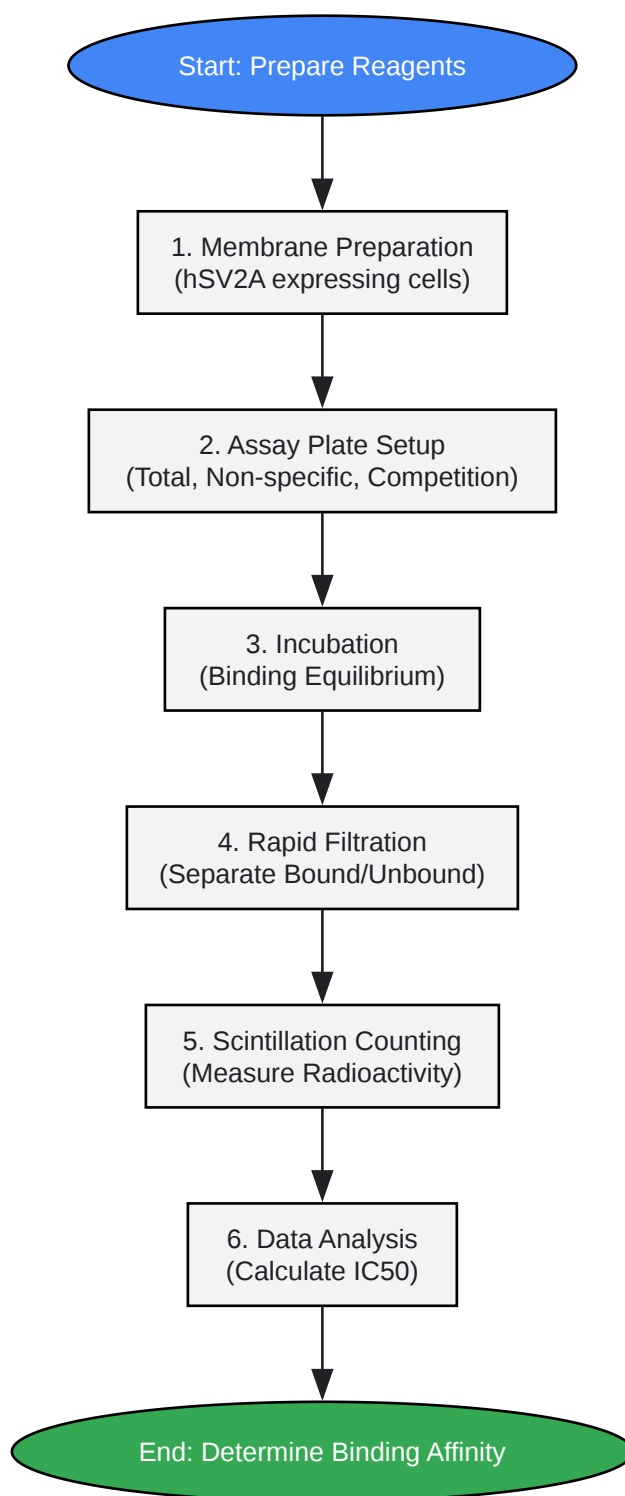 Start: Prepare Reagents
1. Membrane Preparation
(hSV2A expressing cells)
2. Assay Plate Setup
(Total, Non-specific, Competition)
3. Incubation
(Binding Equilibrium)
4. Rapid Filtration
(Separate Bound/Unbound)
5. Scintillation Counting
(Measure Radioactivity)
6. Data Analysis
(Calculate IC50)
End: Determine Binding Affinity